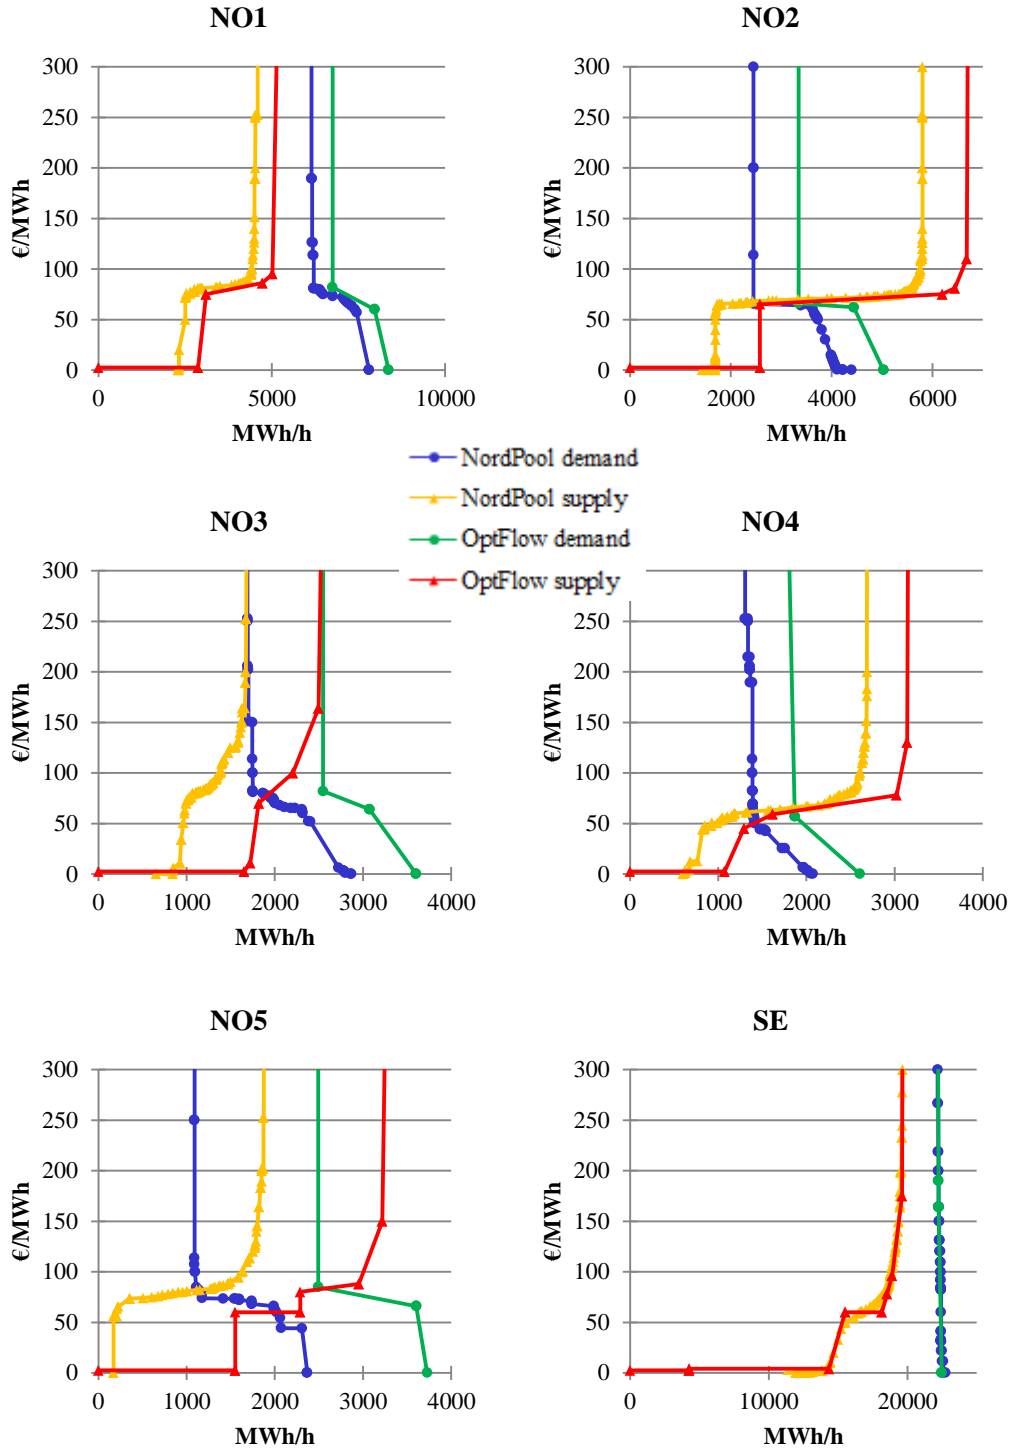 NO1
300
250
200
150
100
50
0
€/MWh
0 5000 10000
MWh/h
NO2
300
250
200
150
100
50
0
€/MWh
0 2000 4000 6000
MWh/h
NordPool demand
NordPool supply
OptFlow demand
OptFlow supply
NO3
300
250
200
150
100
50
0
€/MWh
0 1000 2000 3000 4000
MWh/h
NO4
300
250
200
150
100
50
0
€/MWh
0 1000 2000 3000 4000
MWh/h
NO5
300
250
200
150
100
50
0
€/MWh
0 1000 2000 3000 4000
MWh/h
SE
300
250
200
150
100
50
0
€/MWh
0 10000 20000
MWh/h